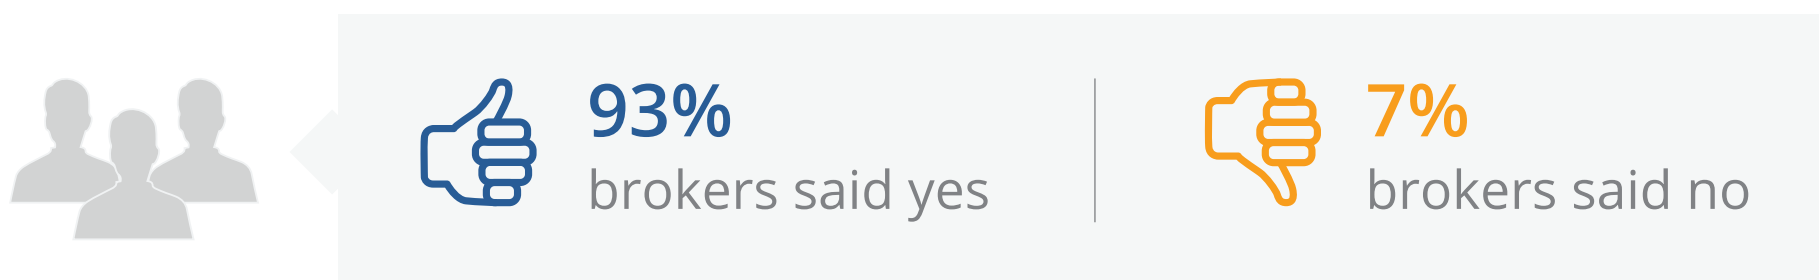 93%
brokers said yes
7%
brokers said no